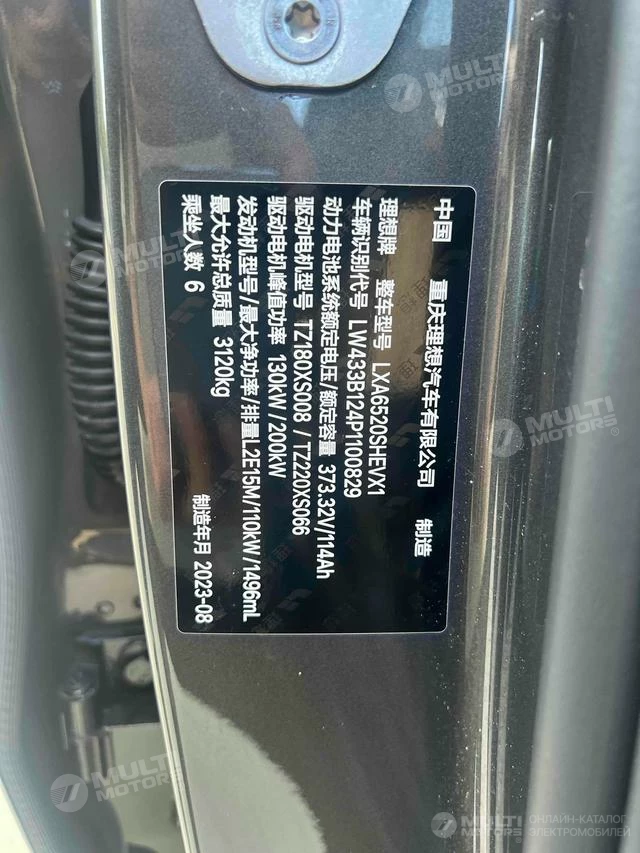 中国 重庆理想汽车有限公司 制造
理想牌 整车型号 LXA6520SHEVX1
车辆识别代号 LW433B124P1100829
动力电池系统额定电压/额定容量 373.32V/114Ah
驱动电机型号 TZ180XS008 / TZ220XS066
驱动电机峰值功率 130kW/200kW
发动机型号/最大净功率/排量L2E15M/110kW/1496mL
最大允许总质量 3120kg
乘坐人数 6 制造年月 2023-08
MULTI
MOTORS
MULTI
MOTORS
MULTI
MOTORS
MULTI
MOTORS
MULTI
MOTORS
ОНЛАЙН-КАТАЛОГ
ЭЛЕКТРОМОБИЛЕЙ